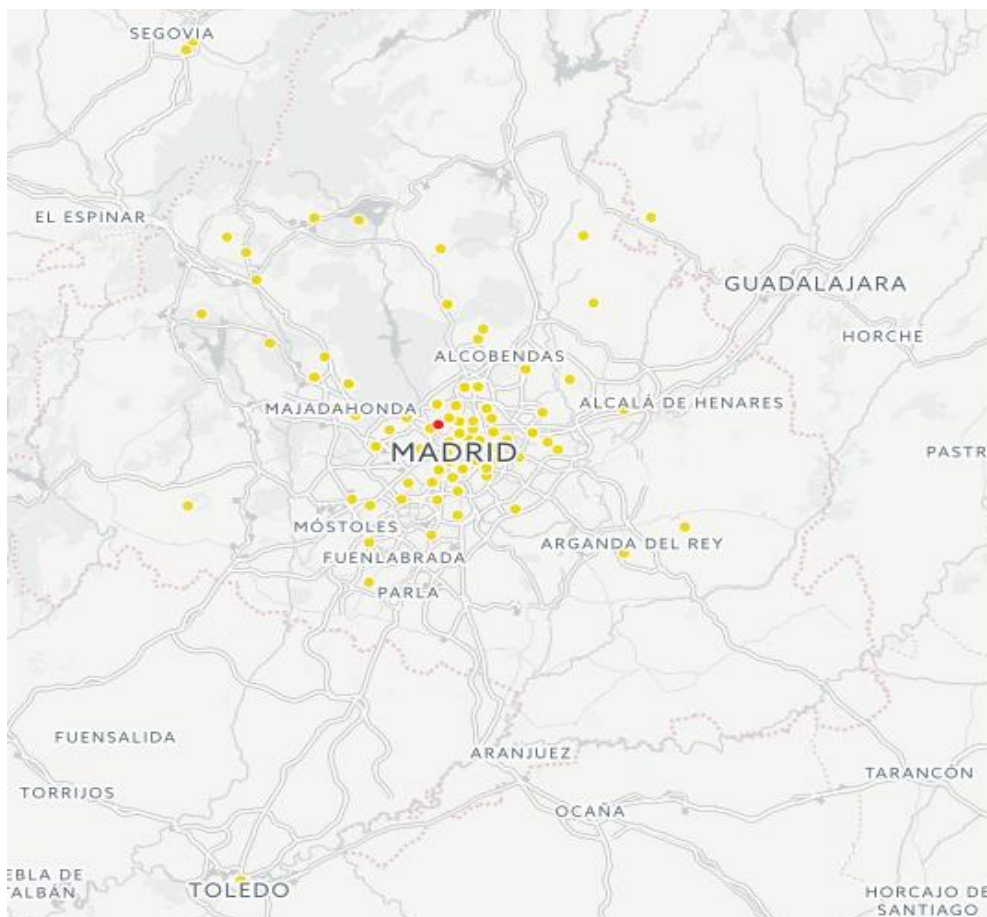 SEGOVIA
EL ESPINAR
GUADALAJARA
HORCHE
ALCOBENDAS
MAJADAHONDA
ALCALÁ DE HENARES
MADRID
PASTR
MÓSTOLES
ARGANDA DEL REY
FUENLABRADA
PARLA
FUENSALIDA
ARANJUEZ
TARANCÓN
TORRIJOS
OCAÑA
EBLA DE
TALBÁN
TOLEDO
HORCAJO DE
SANTIAGO